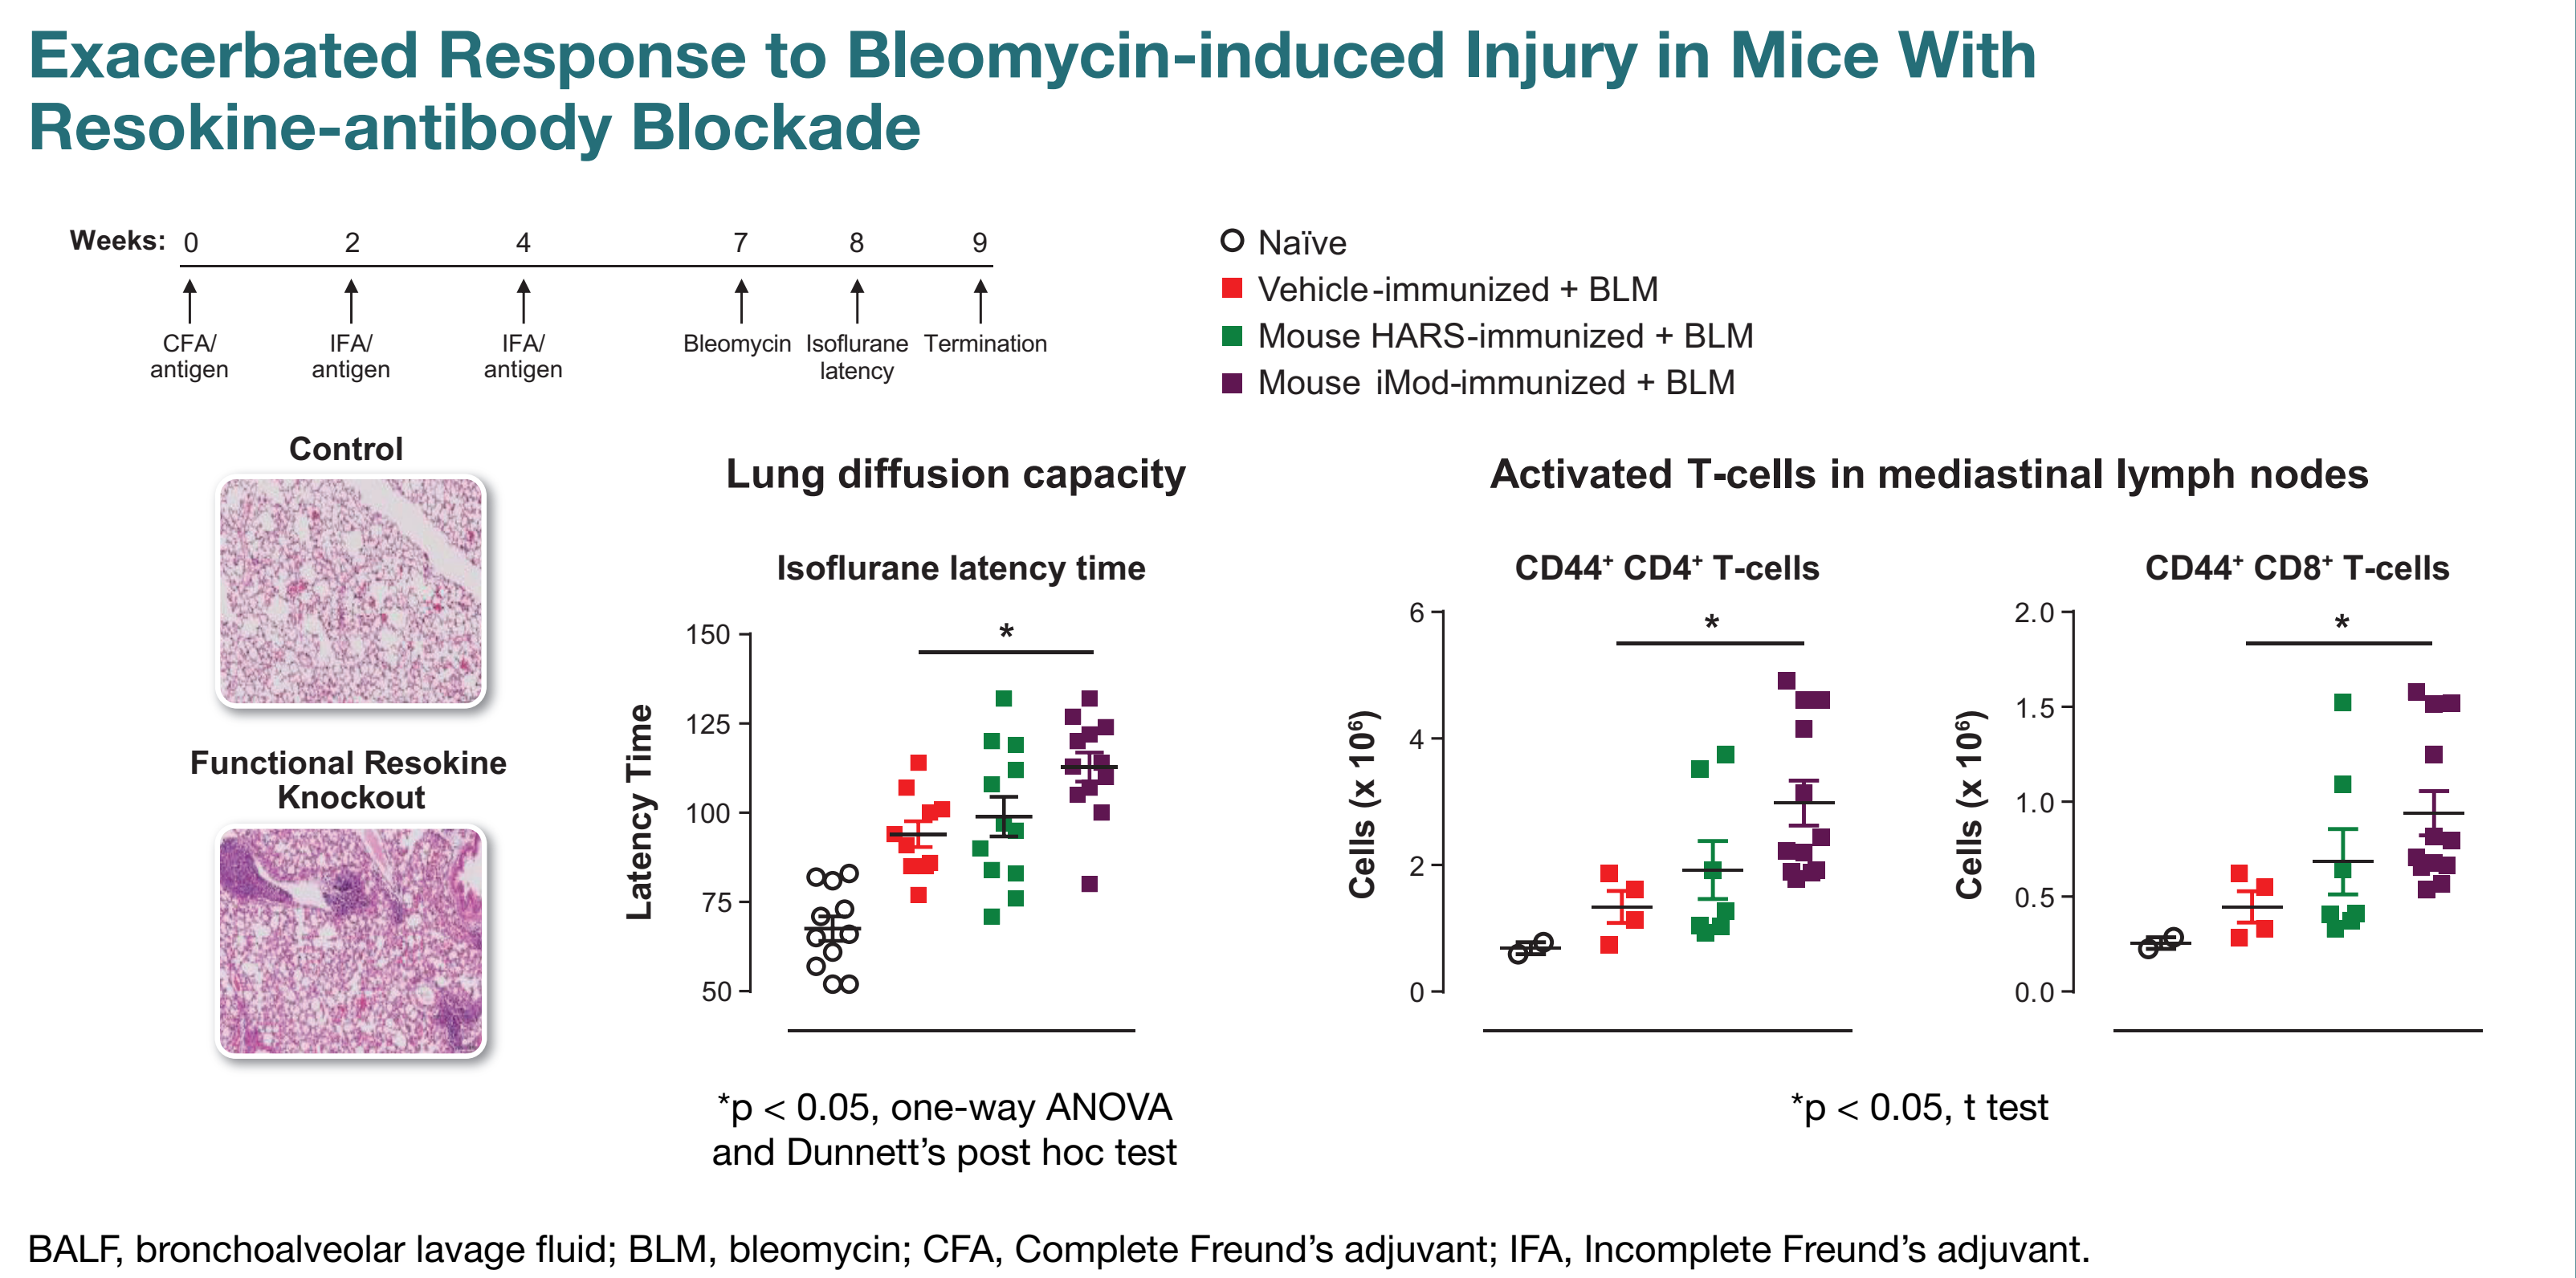 Exacerbated Response to Bleomycin-induced Injury in Mice With
Resokine-antibody Blockade
Weeks: 0 2 4 7 8 9
CFA/
antigen
IFA/
antigen
IFA/
antigen
Bleomycin
Isoflurane
latency
Termination
Naïve
Vehicle-immunized + BLM
Mouse HARS-immunized + BLM
Mouse iMod-immunized + BLM
Control
Functional Resokine
Knockout
Lung diffusion capacity
Isoflurane latency time
Latency Time
150
125
100
75
50
*
*p < 0.05, one-way ANOVA
and Dunnett’s post hoc test
Activated T-cells in mediastinal lymph nodes
CD44⁺ CD4⁺ T-cells
Cells (x 10⁶)
6
4
2
0
*
CD44⁺ CD8⁺ T-cells
Cells (x 10⁶)
2.0
1.5
1.0
0.5
0.0
*
*p < 0.05, t test
BALF, bronchoalveolar lavage fluid; BLM, bleomycin; CFA, Complete Freund’s adjuvant; IFA, Incomplete Freund’s adjuvant.